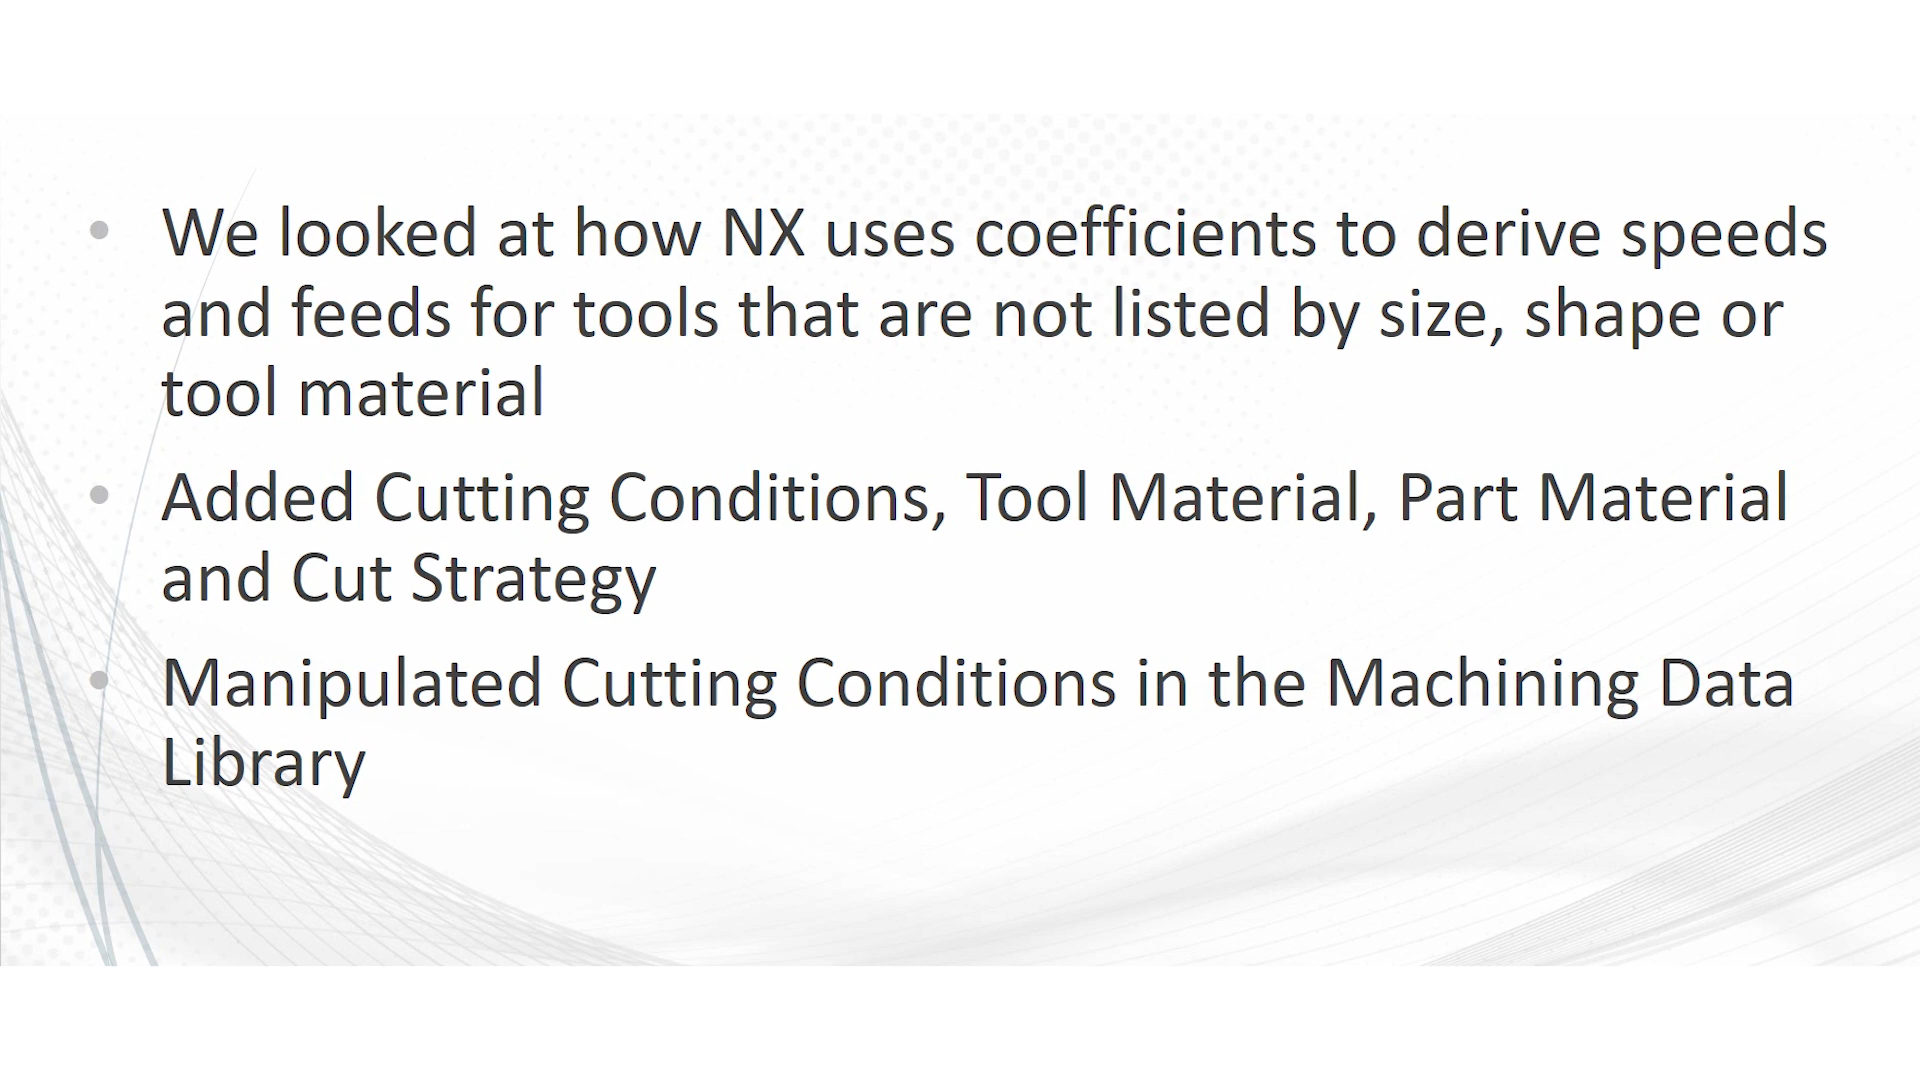 • We looked at how NX uses coefficients to derive speeds
and feeds for tools that are not listed by size, shape or
tool material
• Added Cutting Conditions, Tool Material, Part Material
and Cut Strategy
• Manipulated Cutting Conditions in the Machining Data
Library